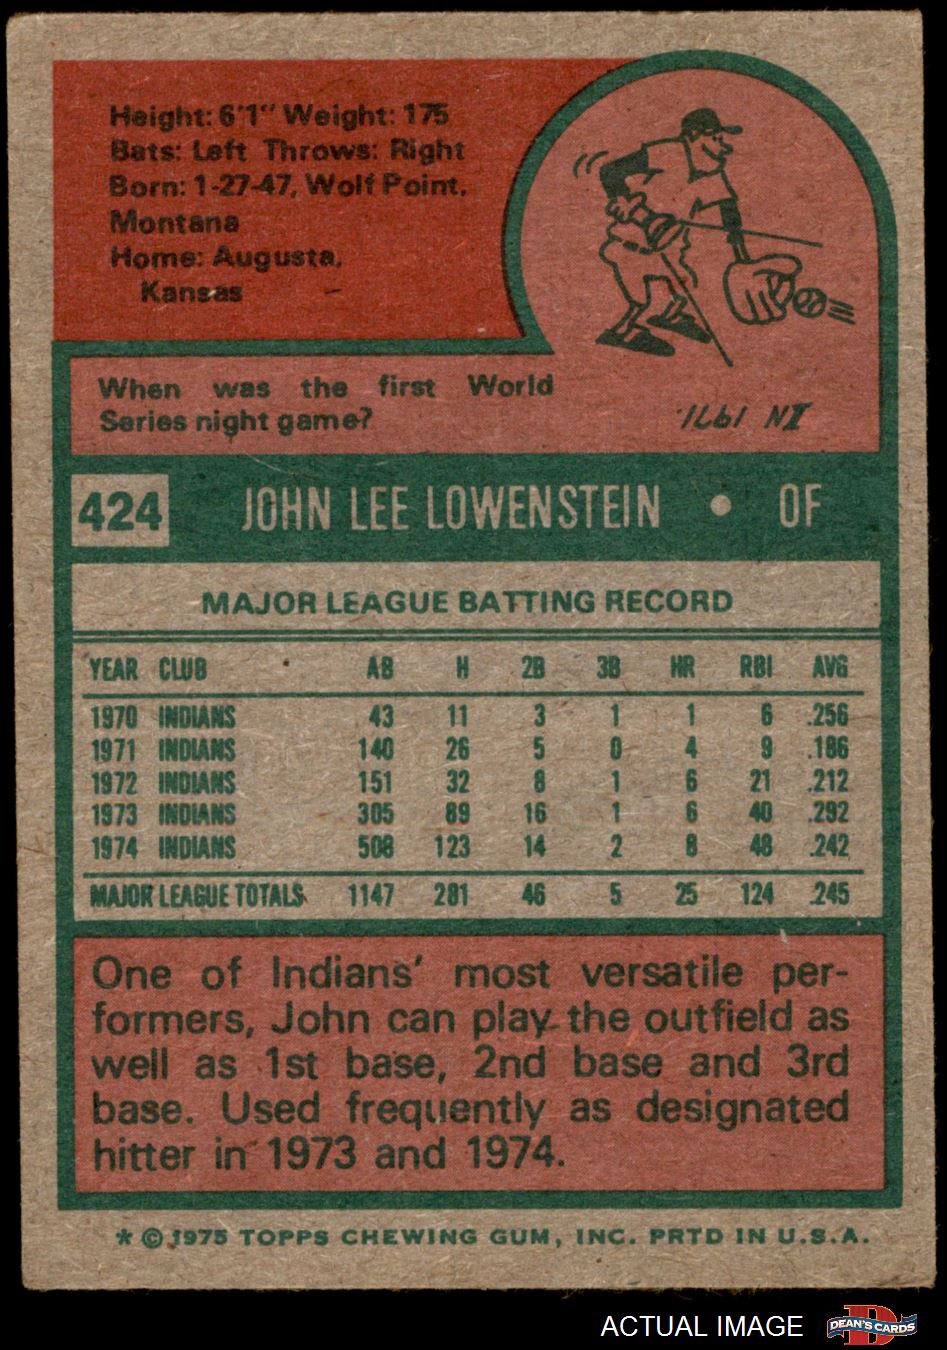 Height: 6'1" Weight: 175
Bats: Left Throws: Right
Born: 1-27-47, Wolf Point,
Montana
Home: Augusta,
Kansas
When was the first World
Series night game?
IN 1971.
424 JOHN LEE LOWENSTEIN • OF
MAJOR LEAGUE BATTING RECORD
YEAR CLUB AB H 2B 3B HR RBI AVG
1970 INDIANS 43 11 3 1 1 6 .256
1971 INDIANS 140 26 5 0 4 9 .186
1972 INDIANS 151 32 8 1 6 21 .212
1973 INDIANS 305 89 16 1 6 40 .292
1974 INDIANS 508 123 14 2 8 48 .242
MAJOR LEAGUE TOTALS 1147 281 46 5 25 124 .245
One of Indians' most versatile per-
formers, John can play the outfield as
well as 1st base, 2nd base and 3rd
base. Used frequently as designated
hitter in 1973 and 1974.
* © 1975 TOPPS CHEWING GUM, INC. PRTD IN U.S.A.
ACTUAL IMAGE DEAN'S CARDS